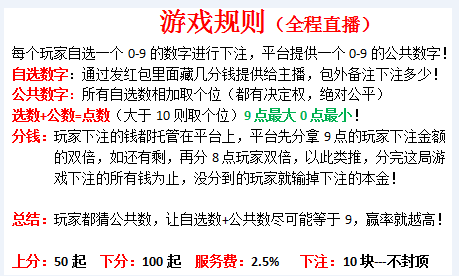 游戏规则（全程直播）
每个玩家自选一个 0-9 的数字进行下注，平台提供一个 0-9 的公共数字！
自选数字：通过发红包里面藏几分钱提供给主播，包外备注下注多少！
公共数字：所有自选数字相加取个位（都有决定权，绝对公平）
选数+公数=点数（大于 10 则取个位）9 点最大 0 点最小！
分钱：玩家下注的钱都托管在平台上，平台先分拿 9 点的玩家下注金额
的双倍，如还有剩，再分 8 点玩家双倍，以此类推，分完这局游
戏下注的所有钱为止，没分到的玩家就输掉下注的本金！
总结：玩家都猜公共数，让自选数+公共数尽可能等于 9，赢率就越高！
上分：50 起 下分：100 起 服务费：2.5% 下注：10 块---不封顶